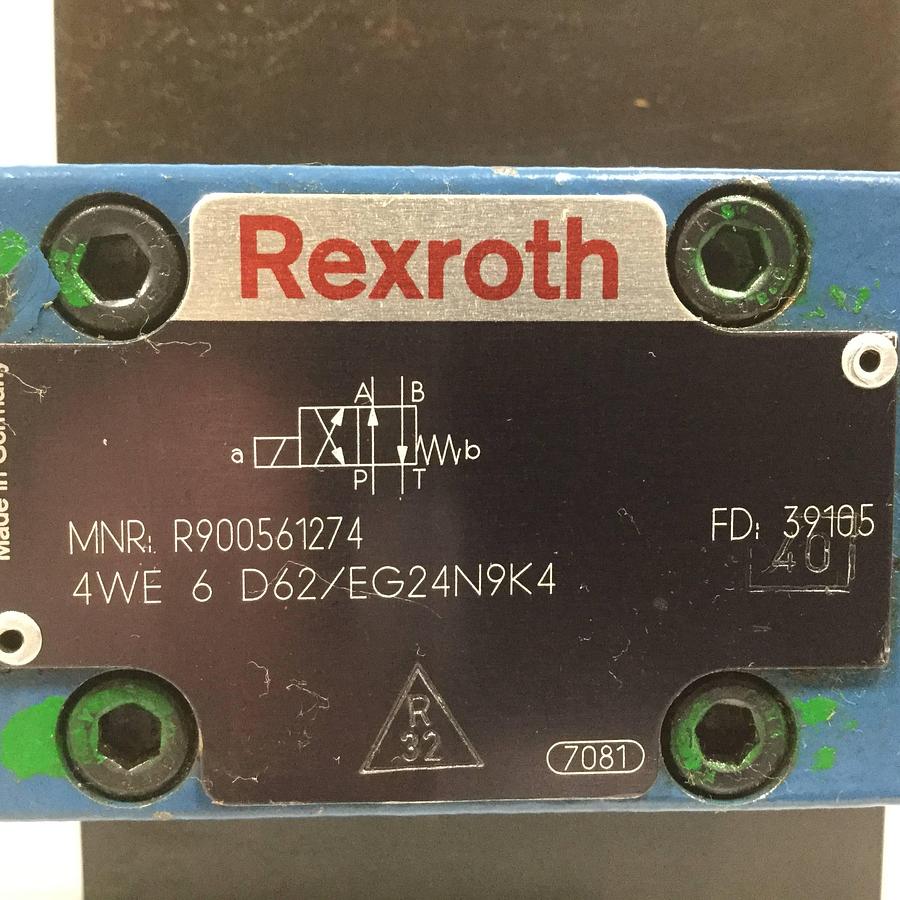 Rexroth
A B
a b
P T
Made in Germany
MNR: R900561274
FD: 39105
40
4WE 6 D62/EG24N9K4
R
32
7081